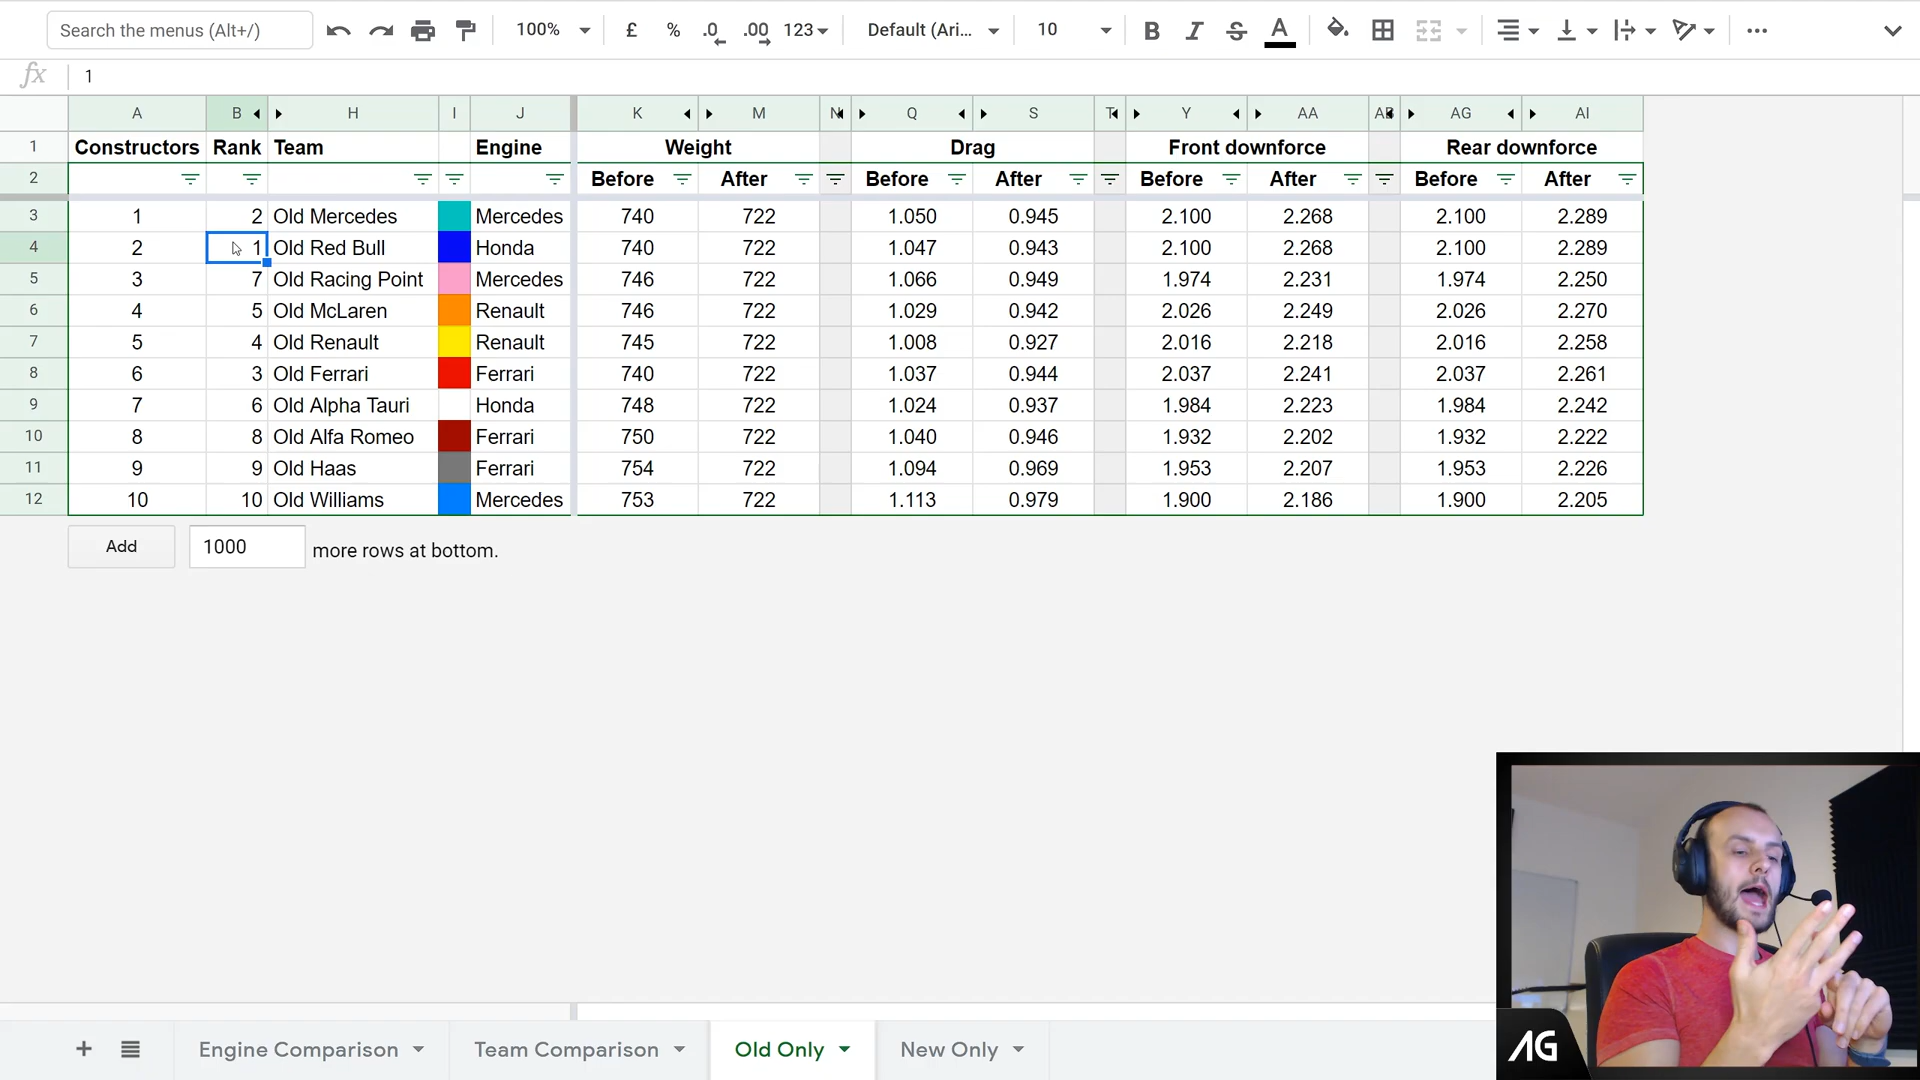 Search the menus (Alt+/) 100% £ % .0 .00 123 Default (Ari... 10 B I S A ...
fx 1
A B H I J K M N Q S T Y AA AB AG AI
1 Constructors Rank Team Engine Weight Drag Front downforce Rear downforce
2 Before After Before After Before After Before After
3 1 2 Old Mercedes Mercedes 740 722 1.050 0.945 2.100 2.268 2.100 2.289
4 2 1 Old Red Bull Honda 740 722 1.047 0.943 2.100 2.268 2.100 2.289
5 3 7 Old Racing Point Mercedes 746 722 1.066 0.949 1.974 2.231 1.974 2.250
6 4 5 Old McLaren Renault 746 722 1.029 0.942 2.026 2.249 2.026 2.270
7 5 4 Old Renault Renault 745 722 1.008 0.927 2.016 2.218 2.016 2.258
8 6 3 Old Ferrari Ferrari 740 722 1.037 0.944 2.037 2.241 2.037 2.261
9 7 6 Old Alpha Tauri Honda 748 722 1.024 0.937 1.984 2.223 1.984 2.242
10 8 8 Old Alfa Romeo Ferrari 750 722 1.040 0.946 1.932 2.202 1.932 2.222
11 9 9 Old Haas Ferrari 754 722 1.094 0.969 1.953 2.207 1.953 2.226
12 10 10 Old Williams Mercedes 753 722 1.113 0.979 1.900 2.186 1.900 2.205
Add 1000 more rows at bottom.
+ Engine Comparison Team Comparison Old Only New Only
AG